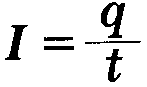 I = q/t